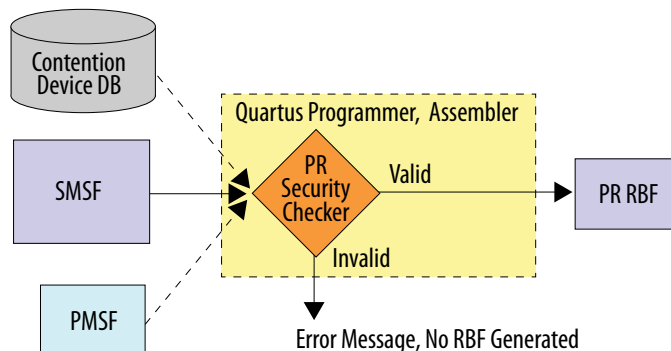 Contention
Device DB
Quartus Programmer, Assembler
SMSF
PR
Security
Checker
Valid
PR RBF
Invalid
PMSF
Error Message, No RBF Generated